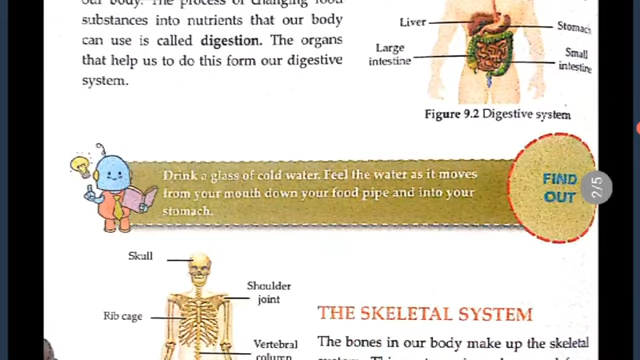 our body. The process of changing food
substances into nutrients that our body
can use is called digestion. The organs
that help us to do this form our digestive
system.
Liver
Stomach
Large
intestine
Small
intestine
Figure 9.2 Digestive system
Drink a glass of cold water. Feel the water as it moves
from your mouth down your food pipe and into your
stomach.
FIND
OUT
2/5
Skull
Shoulder
joint
Rib cage
Vertebral
column
THE SKELETAL SYSTEM
The bones in our body make up the skeletal